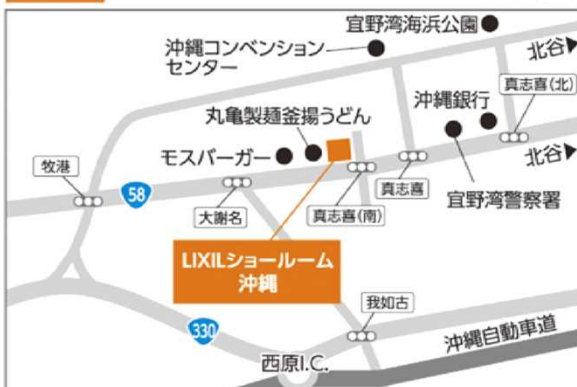 宜野湾海浜公園
沖縄コンベンション
センター
北谷
真志喜(北)
沖縄銀行
丸亀製麺釜揚うどん
モスバーガー
北谷
牧港
58
真志喜
宜野湾警察署
大謝名
真志喜(南)
LIXILショールーム
沖縄
我如古
330
沖縄自動車道
西原I.C.